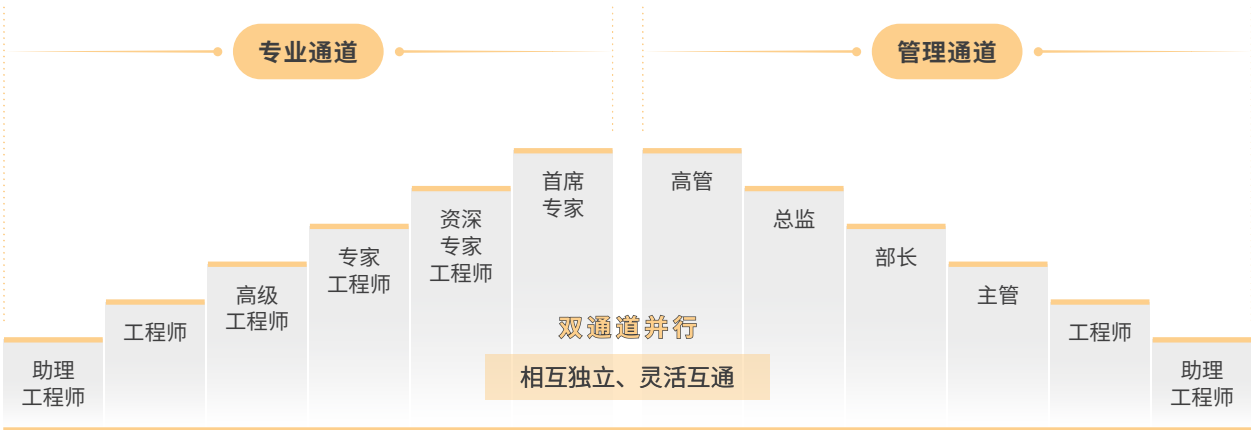 专业通道
管理通道
助理
工程师
工程师
高级
工程师
专家
工程师
资深
专家
工程师
首席
专家
高管
总监
部长
主管
工程师
助理
工程师
双通道并行
相互独立、灵活互通